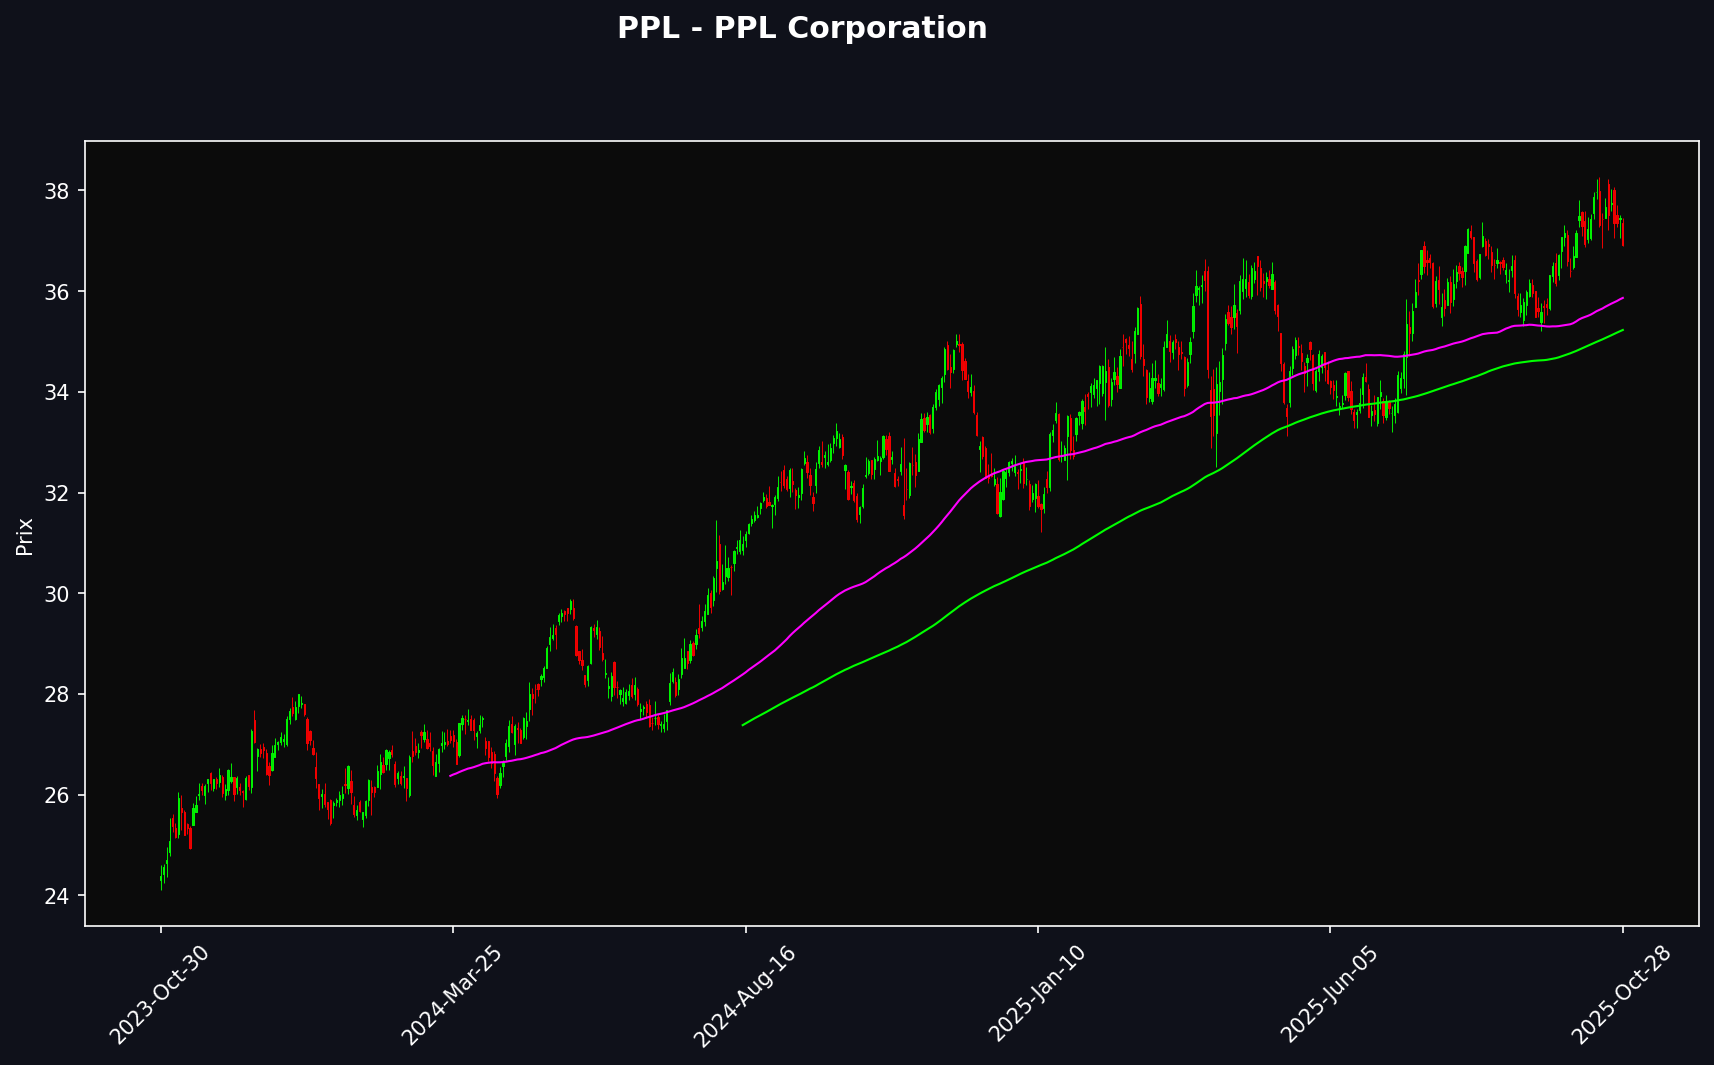 PPL - PPL Corporation
Prix
38
36
34
32
30
28
26
24
2023-Oct-30
2024-Mar-25
2024-Aug-16
2025-Jan-10
2025-Jun-05
2025-Oct-28